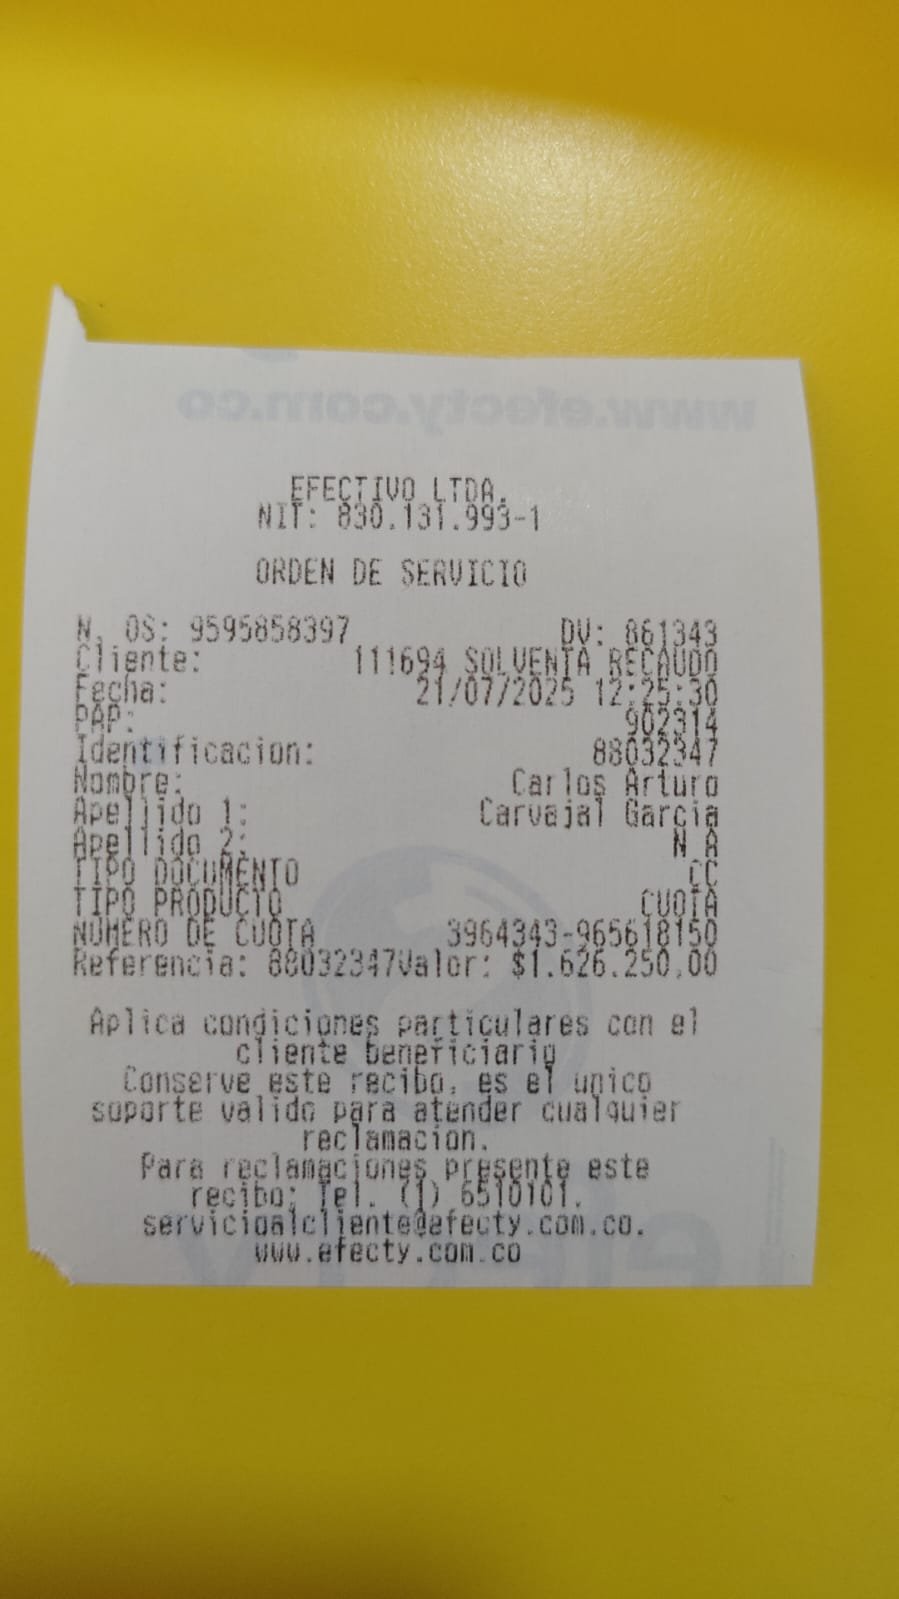 www.efecty.com.co
EFECTIVO LTDA.
NIT: 830.131.993-1
ORDEN DE SERVICIO
N. OS: 9595858397 DV: 861343
Cliente: 111694 SOLVENTA RECAUDO
Fecha: 21/07/2025 12:25:30
PAP: 902314
Identificacion: 88032347
Nombre: Carlos Arturo
Apellido 1: Carvajal Garcia
Apellido 2: N A
TIPO DOCUMENTO CC
TIPO PRODUCTO CUOTA
NUMERO DE CUOTA 3964343-965618150
Referencia: 88032347Valor: $1.626.250,00
Aplica condiciones particulares con el
cliente beneficiario
Conserve este recibo, es el unico
soporte valido para atender cualquier
reclamacion.
Para reclamaciones presente este
recibo: Tel. (1) 6510101.
servicioalcliente@efecty.com.co.
www.efecty.com.co